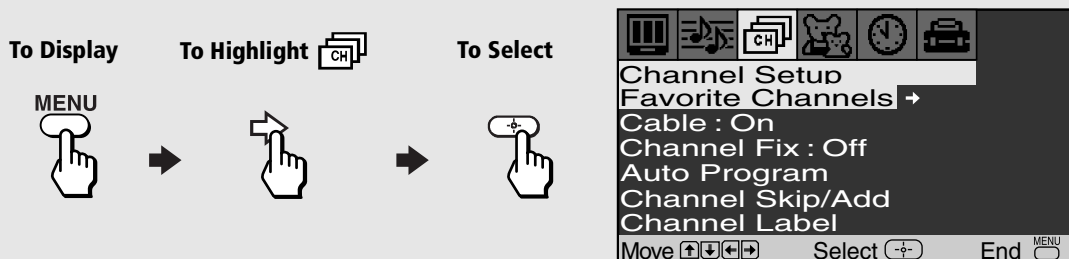 To Display To Highlight CH To Select
MENU
CH
Channel Setup
Favorite Channels
Cable : On
Channel Fix : Off
Auto Program
Channel Skip/Add
Channel Label
Move Select End MENU